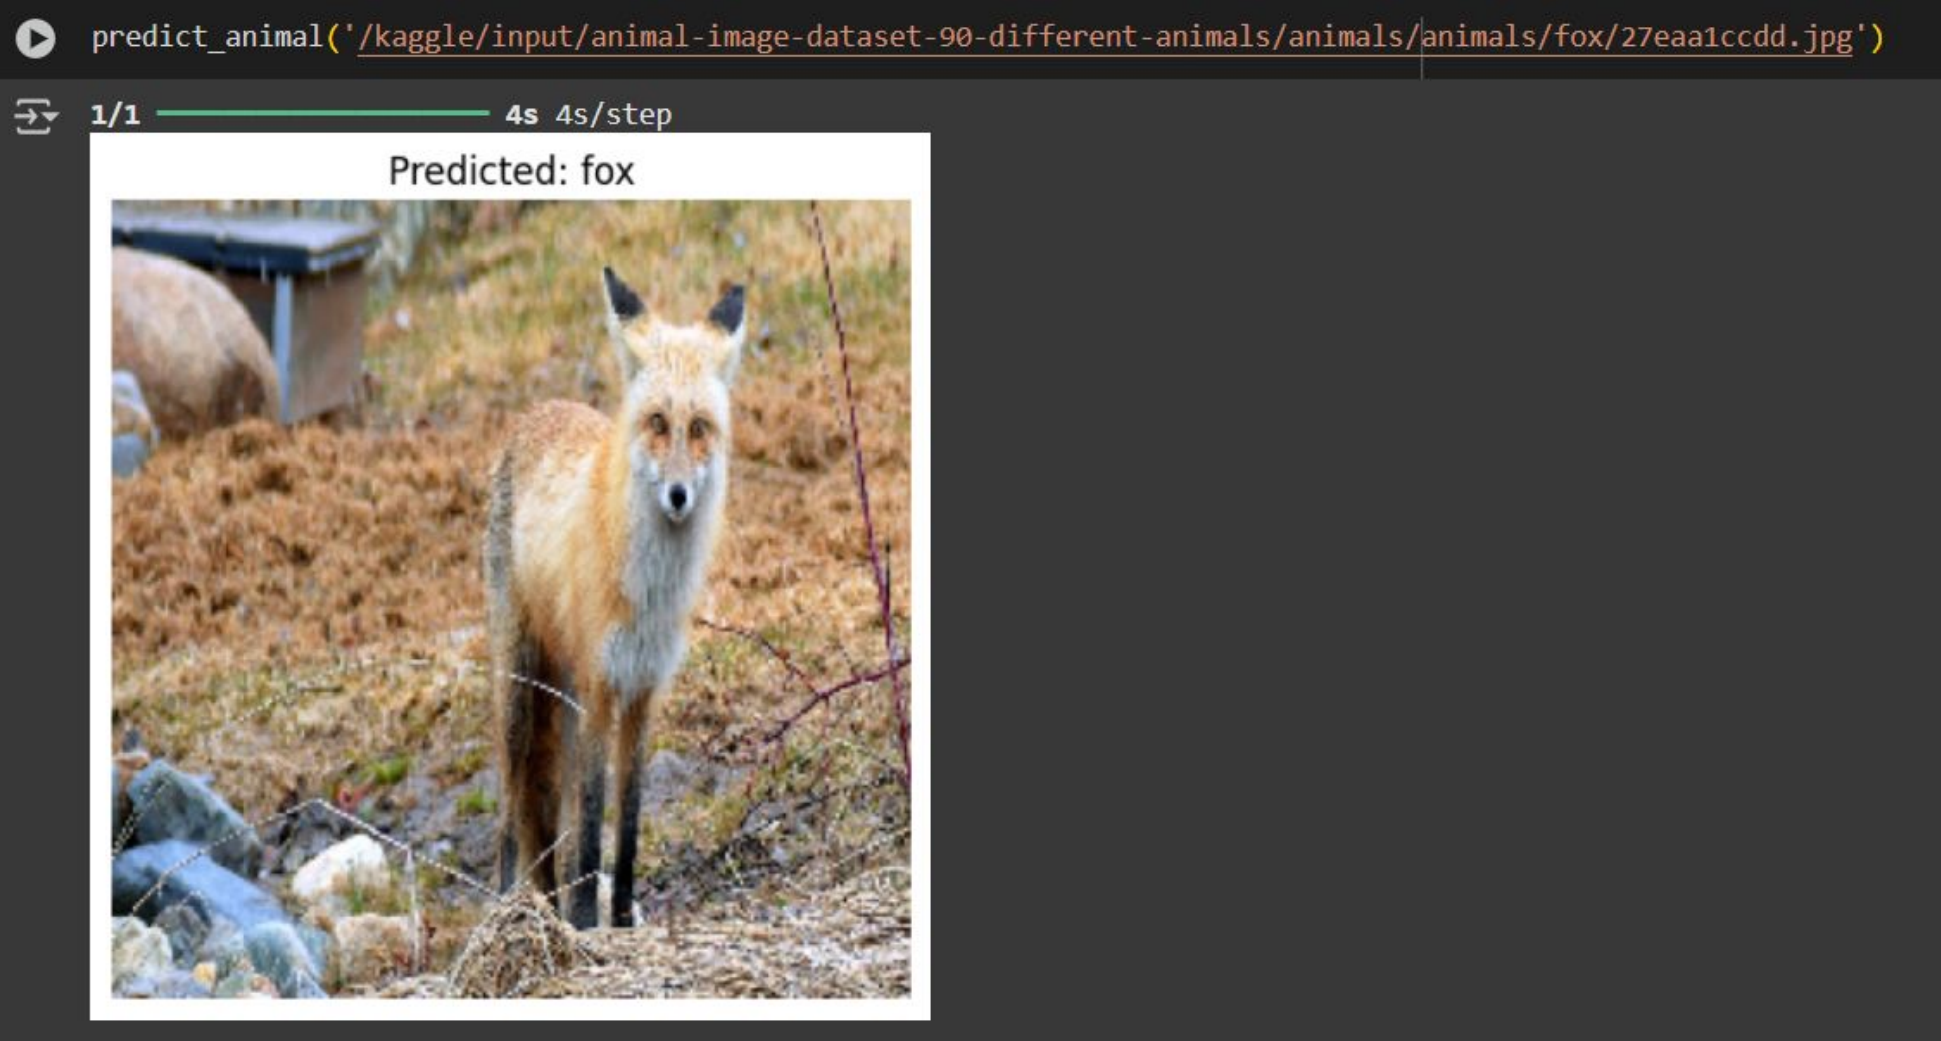 predict_animal('/kaggle/input/animal-image-dataset-90-different-animals/animals/animals/fox/27eaa1ccdd.jpg')
1/1 4s 4s/step
Predicted: fox